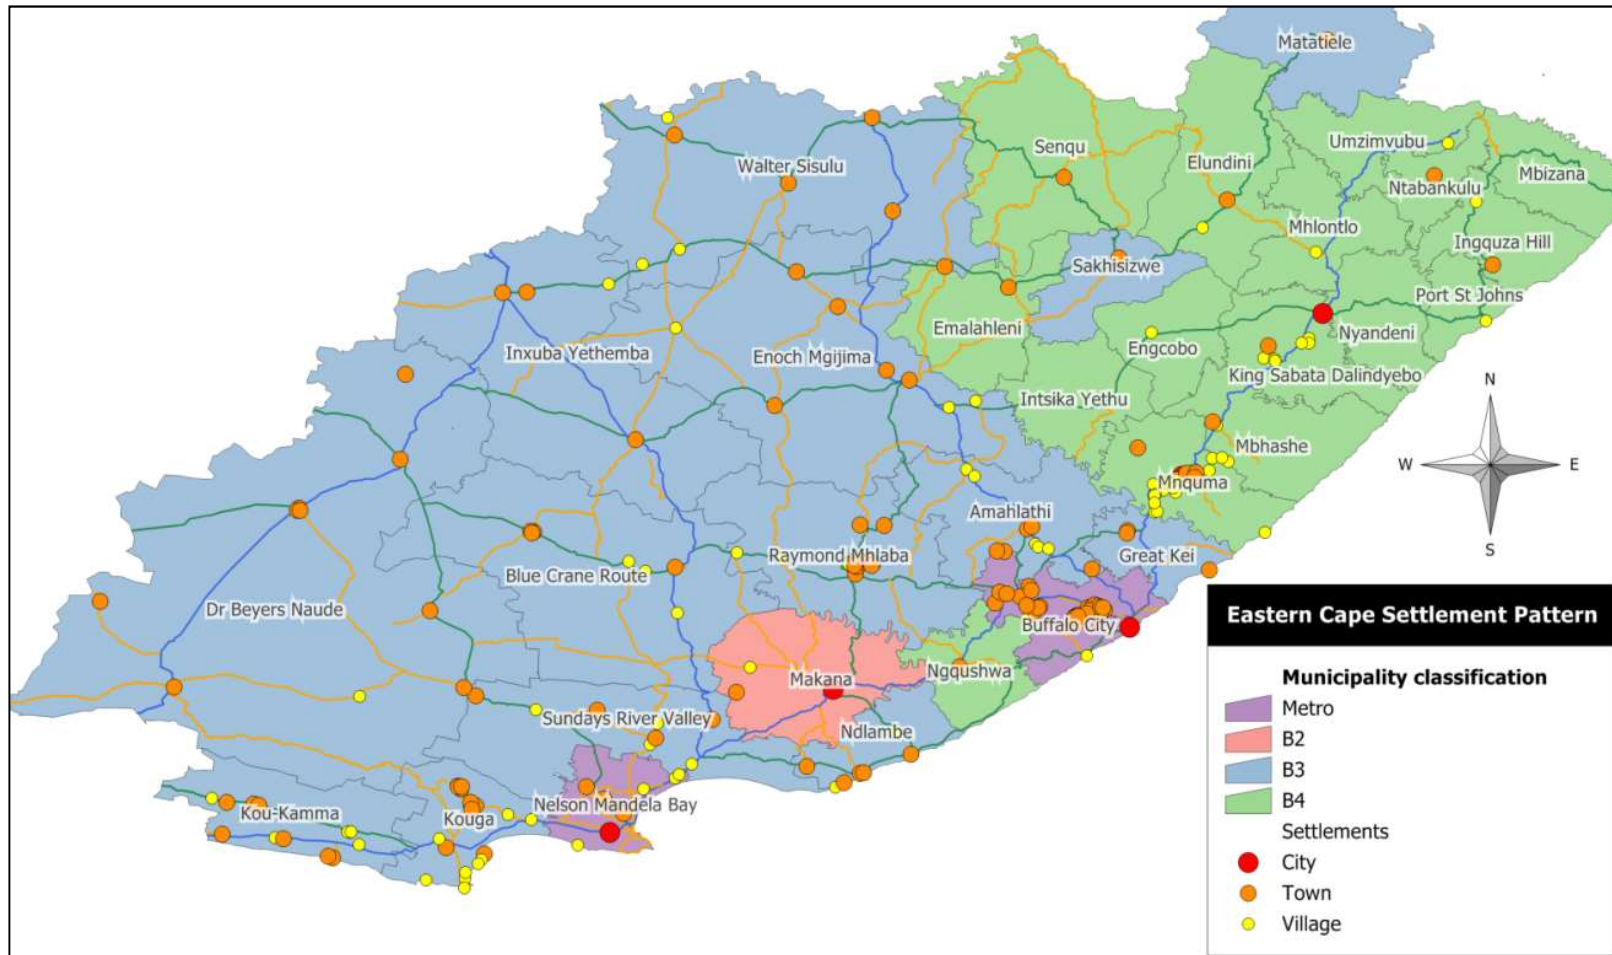 Matatiele
Umzimvubu
Senqu
Elundini
Walter Sisulu
Mbizana
Ntabankulu
Mhlontlo
Ingquza Hill
Sakhisizwe
Port St Johns
Emalahleni
Nyandeni
Engcobo
Inxuba Yethemba
Enoch Mgijima
King Sabata Dalindyebo
Intsika Yethu
N
Mbhashe
W
E
Mnquma
Amahlathi
S
Great Kei
Raymond Mhlaba
Blue Crane Route
Dr Beyers Naude
Buffalo City
Ngqushwa
Makana
Sundays River Valley
Ndlambe
Nelson Mandela Bay
Kou-Kamma
Kouga
Eastern Cape Settlement Pattern
Municipality classification
Metro
B2
B3
B4
Settlements
City
Town
Village